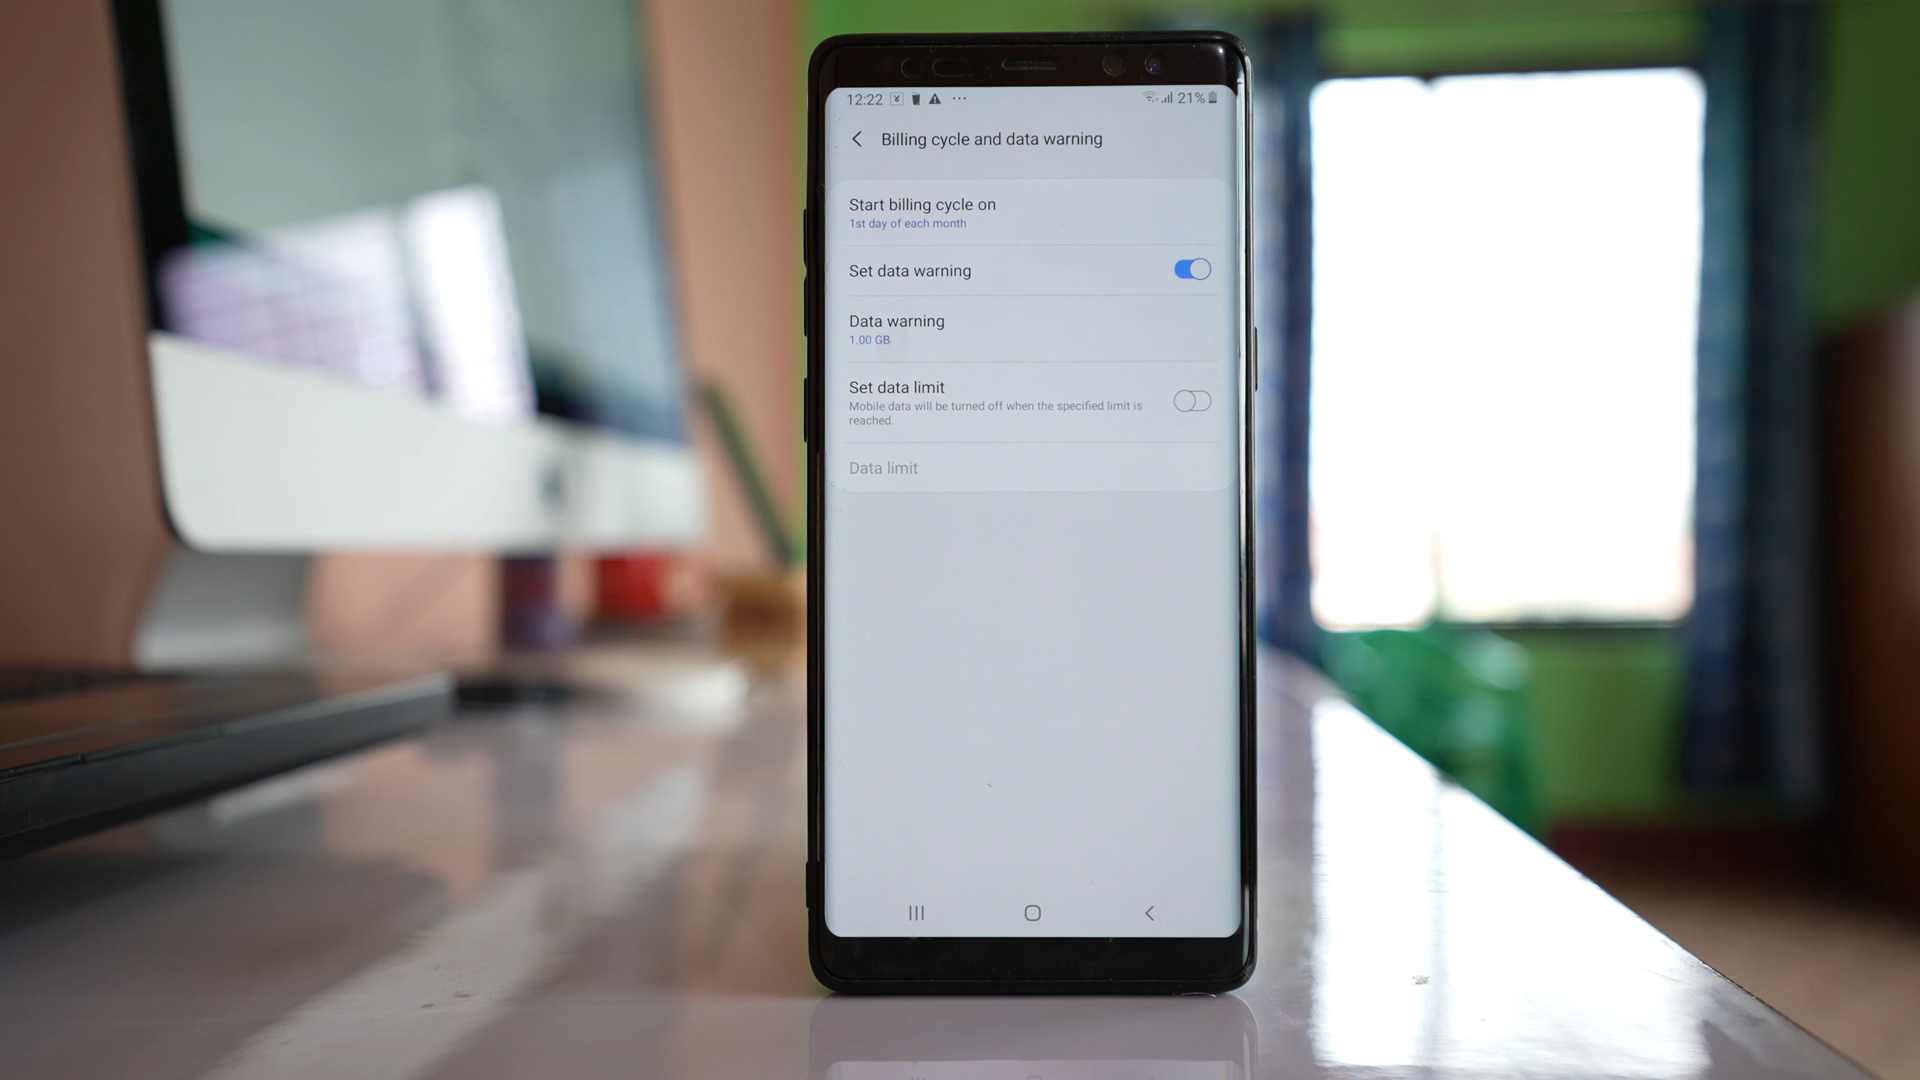 12:22 21%
Billing cycle and data warning
Start billing cycle on
1st day of each month
Set data warning
Data warning
1.00 GB
Set data limit
Mobile data will be turned off when the specified limit is
reached.
Data limit